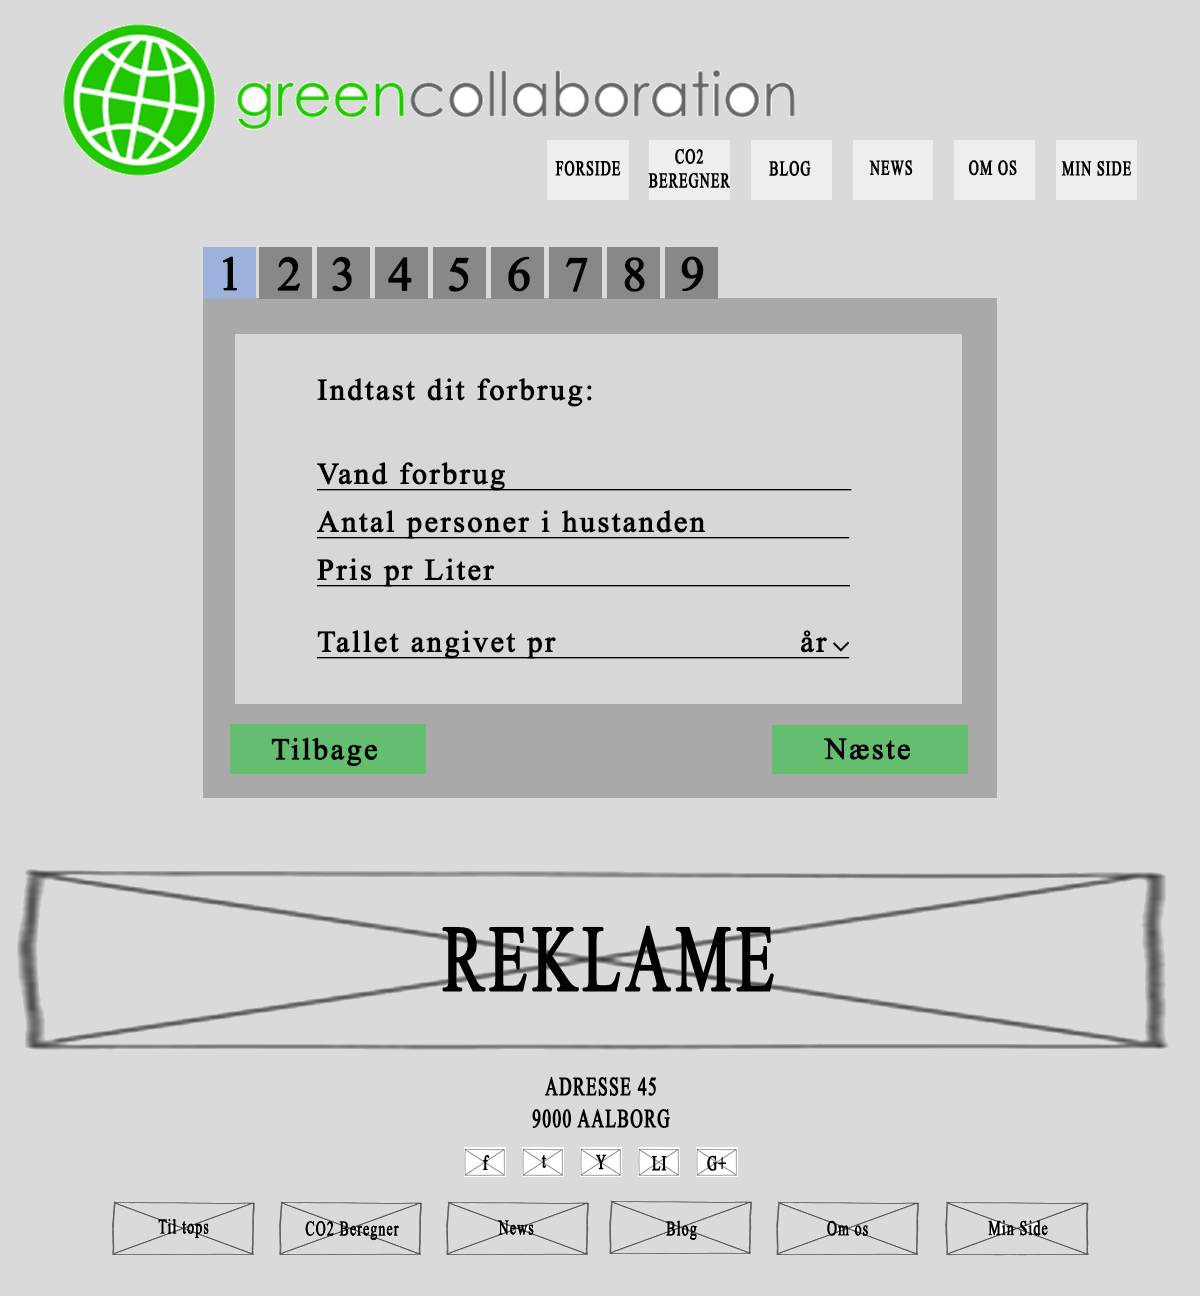 greencollaboration
FORSIDE
CO2
BEREGNER
BLOG
NEWS
OM OS
MIN SIDE
1 2 3 4 5 6 7 8 9
Indtast dit forbrug:
Vand forbrug
Antal personer i hustanden
Pris pr Liter
Tallet angivet pr år
Tilbage
Næste
REKLAME
ADRESSE 45
9000 AALBORG
f t Y LI G+
Til tops
CO2 Beregner
News
Blog
Om os
Min Side